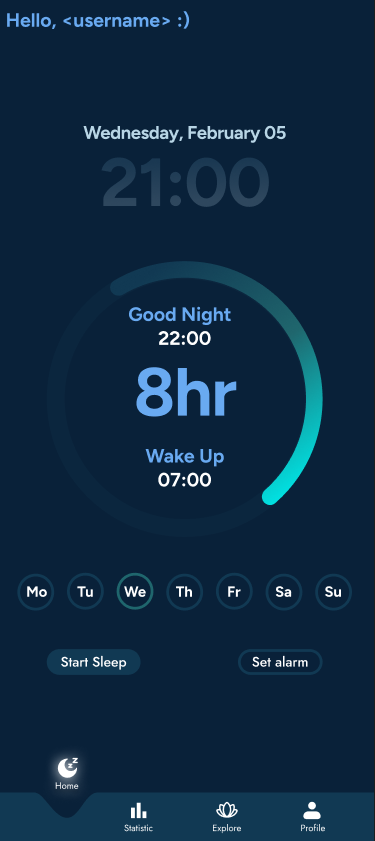 Hello, <username> :)
Wednesday, February 05
21:00
Good Night
22:00
8hr
Wake Up
07:00
Mo Tu We Th Fr Sa Su
Start Sleep Set alarm
Home
Statistic Explore Profile